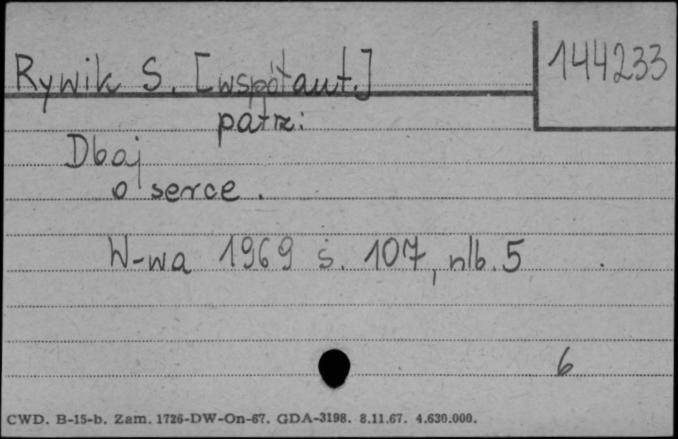 144233
Rywik S. [współaut.]
patrz:
Dbaj
o serce.
W-wa 1969 s. 107, nlb. 5
6
CWD. B-15-b. Zam. 1726-DW-On-67. GDA-3198. 8.11.67. 4.630.000.